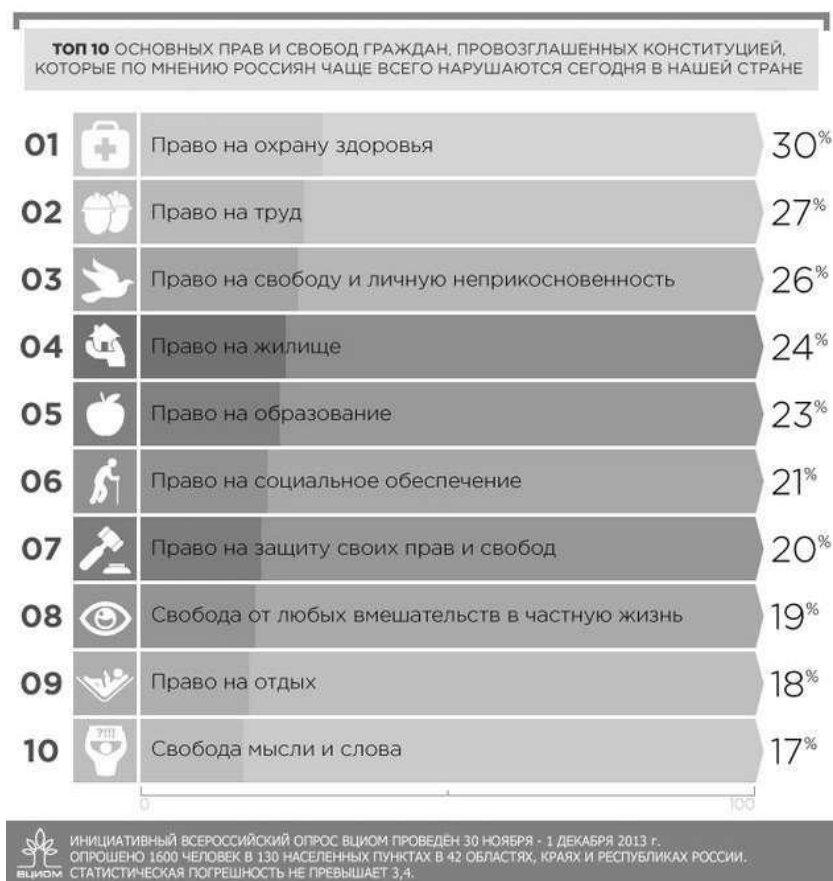 ТОП 10 ОСНОВНЫХ ПРАВ И СВОБОД ГРАЖДАН, ПРОВОЗГЛАШЕННЫХ КОНСТИТУЦИЕЙ,
КОТОРЫЕ ПО МНЕНИЮ РОССИЯН ЧАЩЕ ВСЕГО НАРУШАЮТСЯ СЕГОДНЯ В НАШЕЙ СТРАНЕ
01 Право на охрану здоровья 30%
02 Право на труд 27%
03 Право на свободу и личную неприкосновенность 26%
04 Право на жилище 24%
05 Право на образование 23%
06 Право на социальное обеспечение 21%
07 Право на защиту своих прав и свобод 20%
08 Свобода от любых вмешательств в частную жизнь 19%
09 Право на отдых 18%
?!!!
10 Свобода мысли и слова 17%
0 100
ИНИЦИАТИВНЫЙ ВСЕРОССИЙСКИЙ ОПРОС ВЦИОМ ПРОВЕДЁН 30 НОЯБРЯ - 1 ДЕКАБРЯ 2013 г.
ОПРОШЕНО 1600 ЧЕЛОВЕК В 130 НАСЕЛЕННЫХ ПУНКТАХ В 42 ОБЛАСТЯХ, КРАЯХ И РЕСПУБЛИКАХ РОССИИ.
ВЦИОМ СТАТИСТИЧЕСКАЯ ПОГРЕШНОСТЬ НЕ ПРЕВЫШАЕТ 3,4.